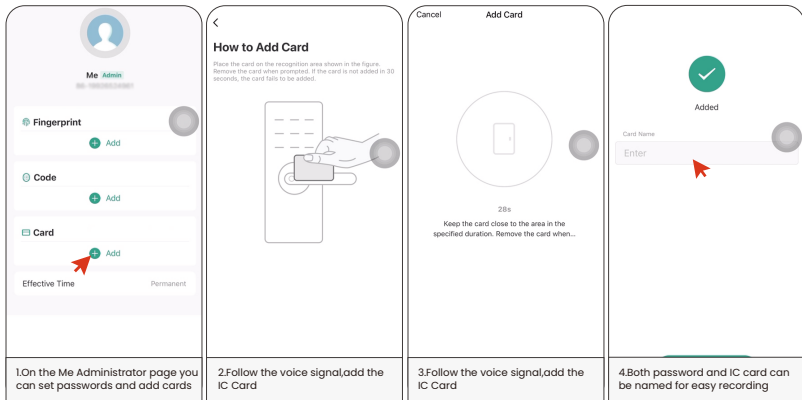 Me Admin
Fingerprint
Add
Code
Add
Card
Add
Effective Time Permanent
1.On the Me Administrator page you
can set passwords and add cards
How to Add Card
Place the card on the recognition area shown in the figure.
Remove the card when prompted. If the card is not added in 30
seconds, the card fails to be added.
2.Follow the voice signal,add the
IC Card
Cancel Add Card
28s
Keep the card close to the area in the
specified duration. Remove the card when...
3.Follow the voice signal,add the
IC Card
Added
Card Name
Enter
4.Both password and IC card can
be named for easy recording